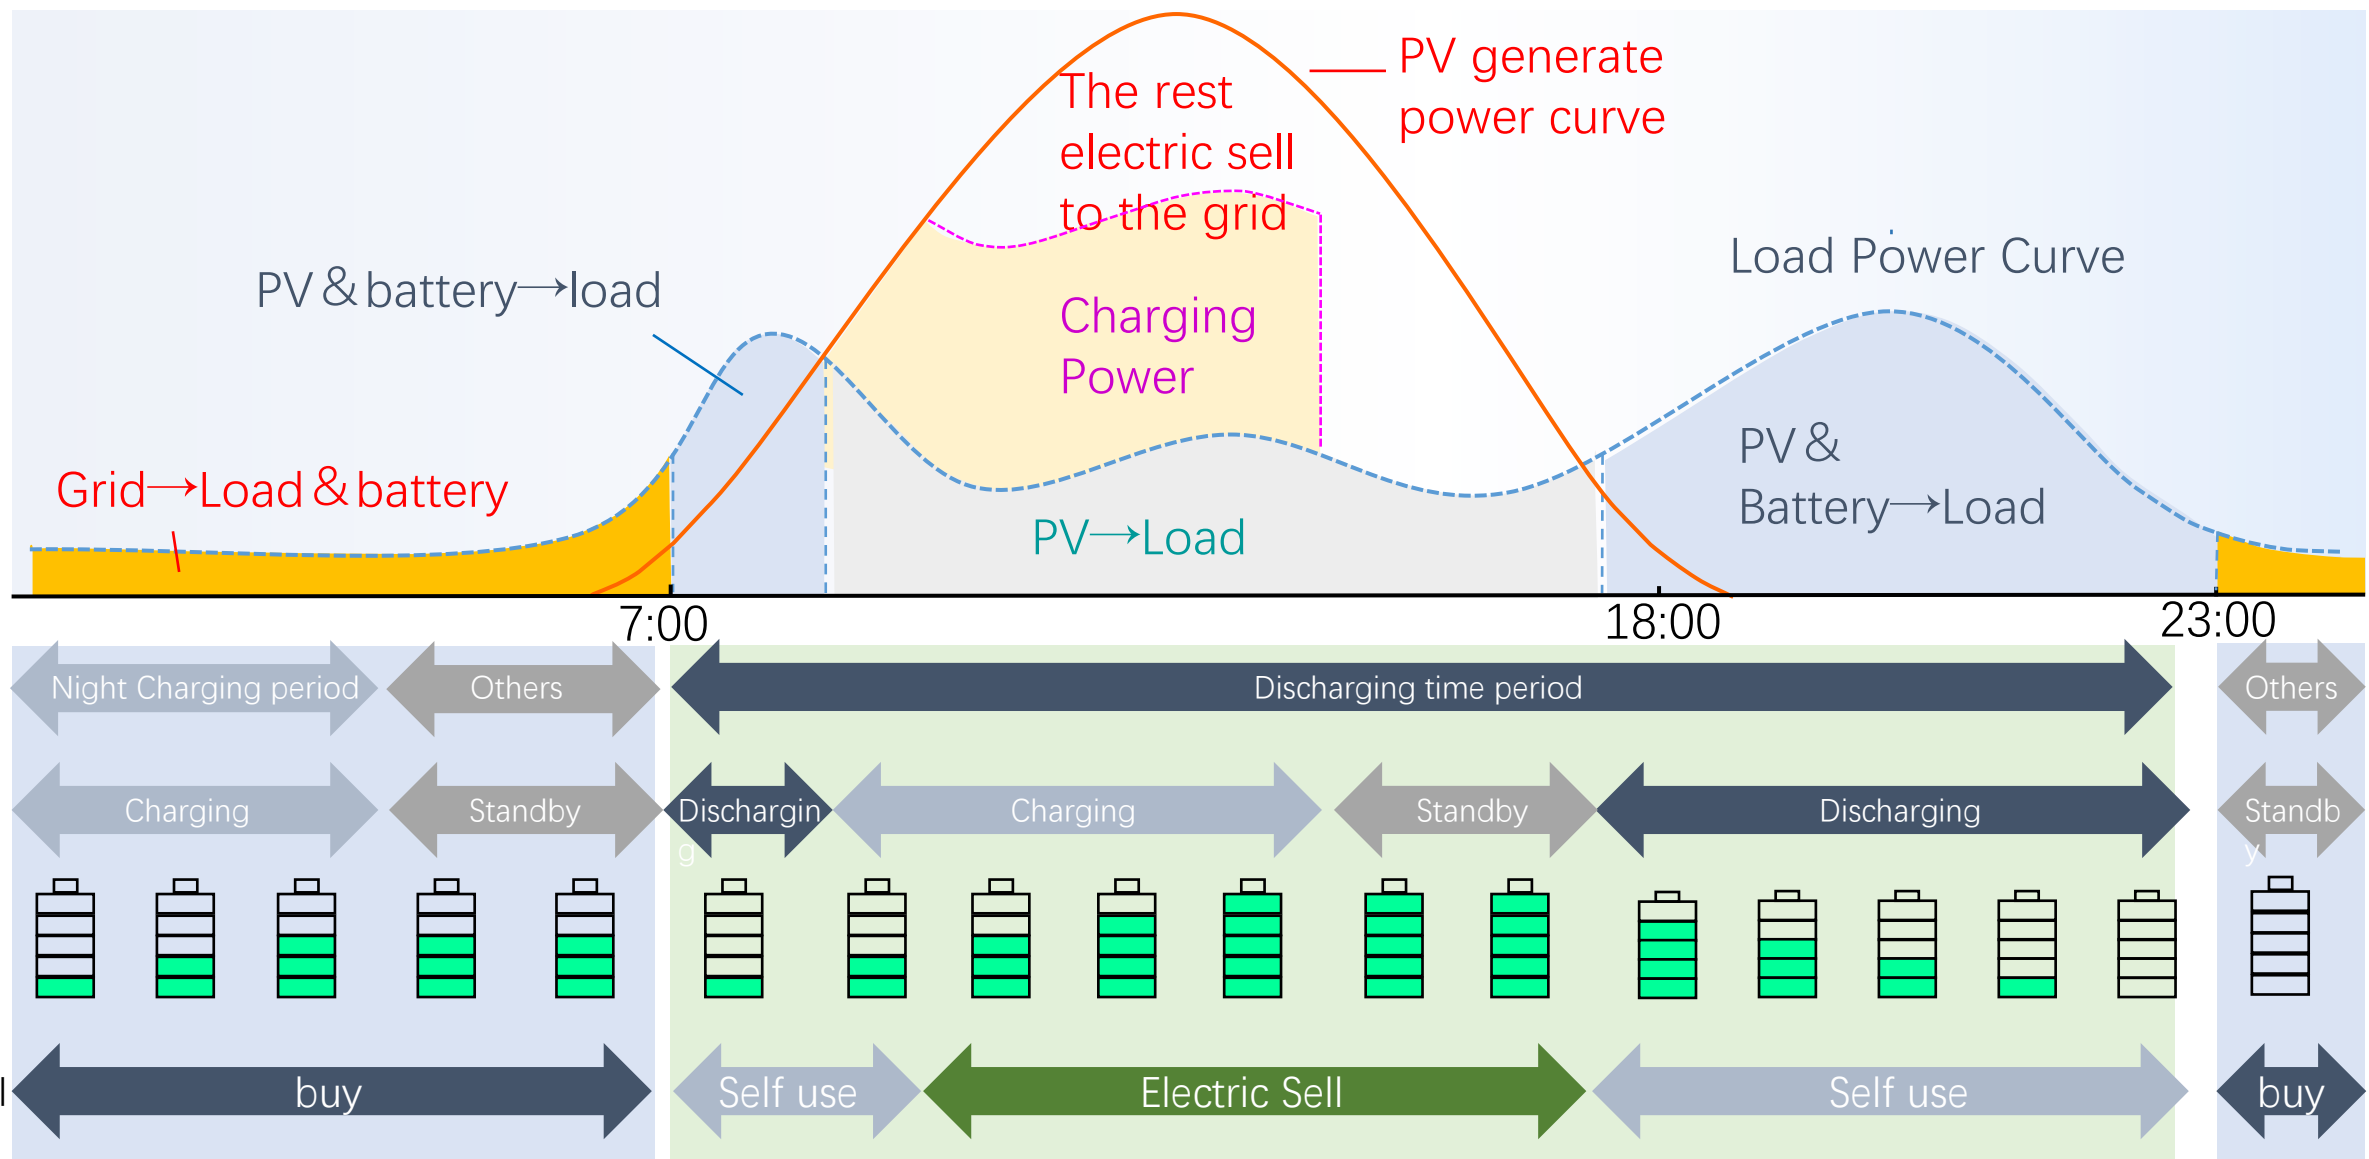 PV generate
power curve
The rest
electric sell
to the grid
PV&battery→load
Load Power Curve
Charging
Power
Grid→Load&battery
PV&
Battery→Load
PV→Load
7:00
18:00
23:00
Night Charging period
Others
Discharging time period
Others
Charging
Standby
Dischargin
g
Charging
Standby
Discharging
Standb
y
l
buy
Self use
Electric Sell
Self use
buy